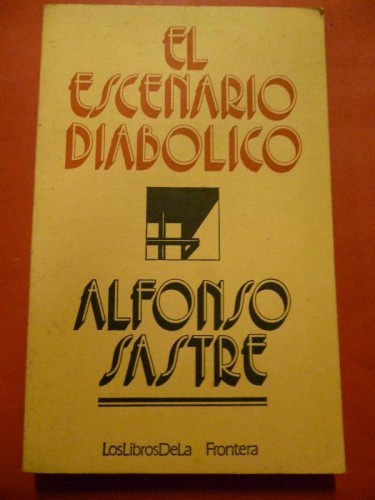 EL
ESCENARIO
DIABOLICO
ALFONSO
SASTRE
LosLibrosDeLa Frontera